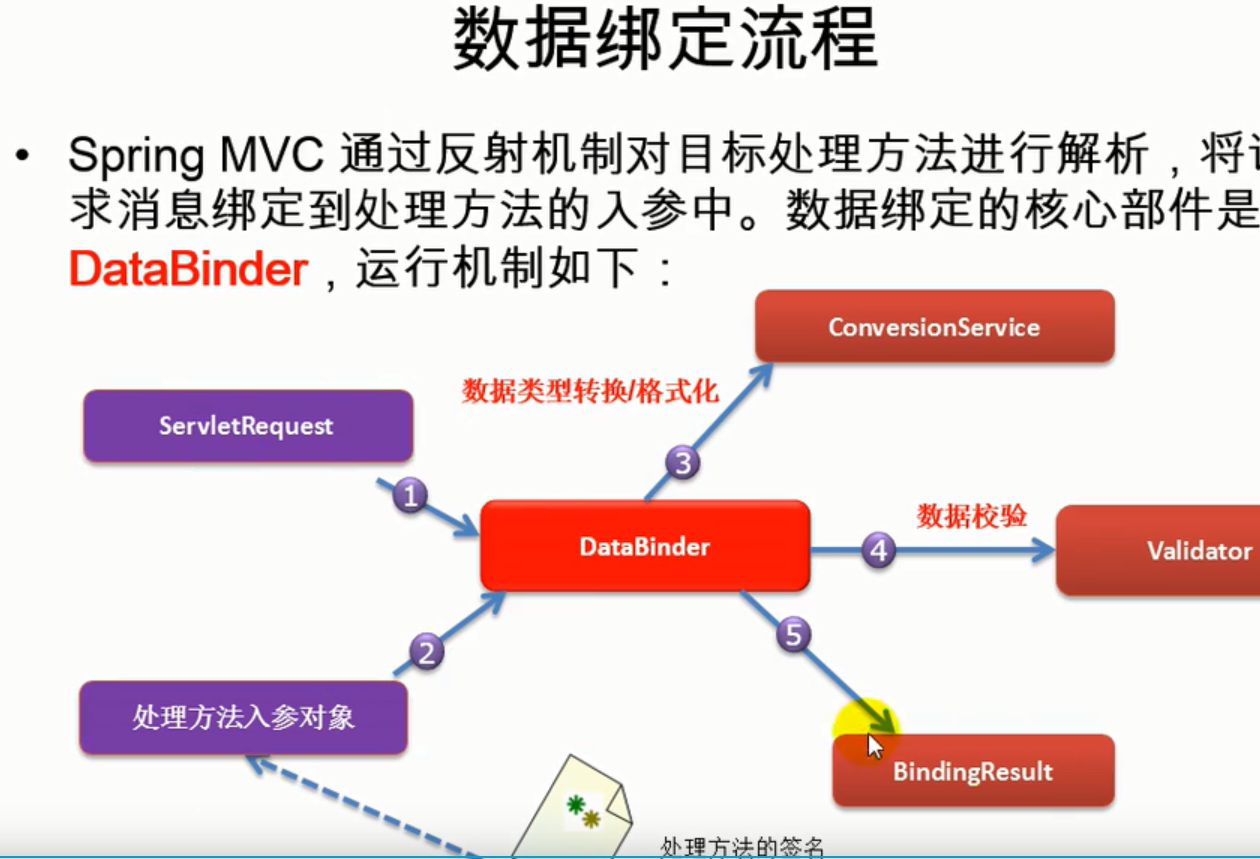 数据绑定流程
• Spring MVC 通过反射机制对目标处理方法进行解析，将
求消息绑定到处理方法的入参中。数据绑定的核心部件是
DataBinder，运行机制如下：
ConversionService
数据类型转换/格式化
ServletRequest
3
1
数据校验
DataBinder
4
Validator
5
2
处理方法入参对象
BindingResult
处理方法的签名